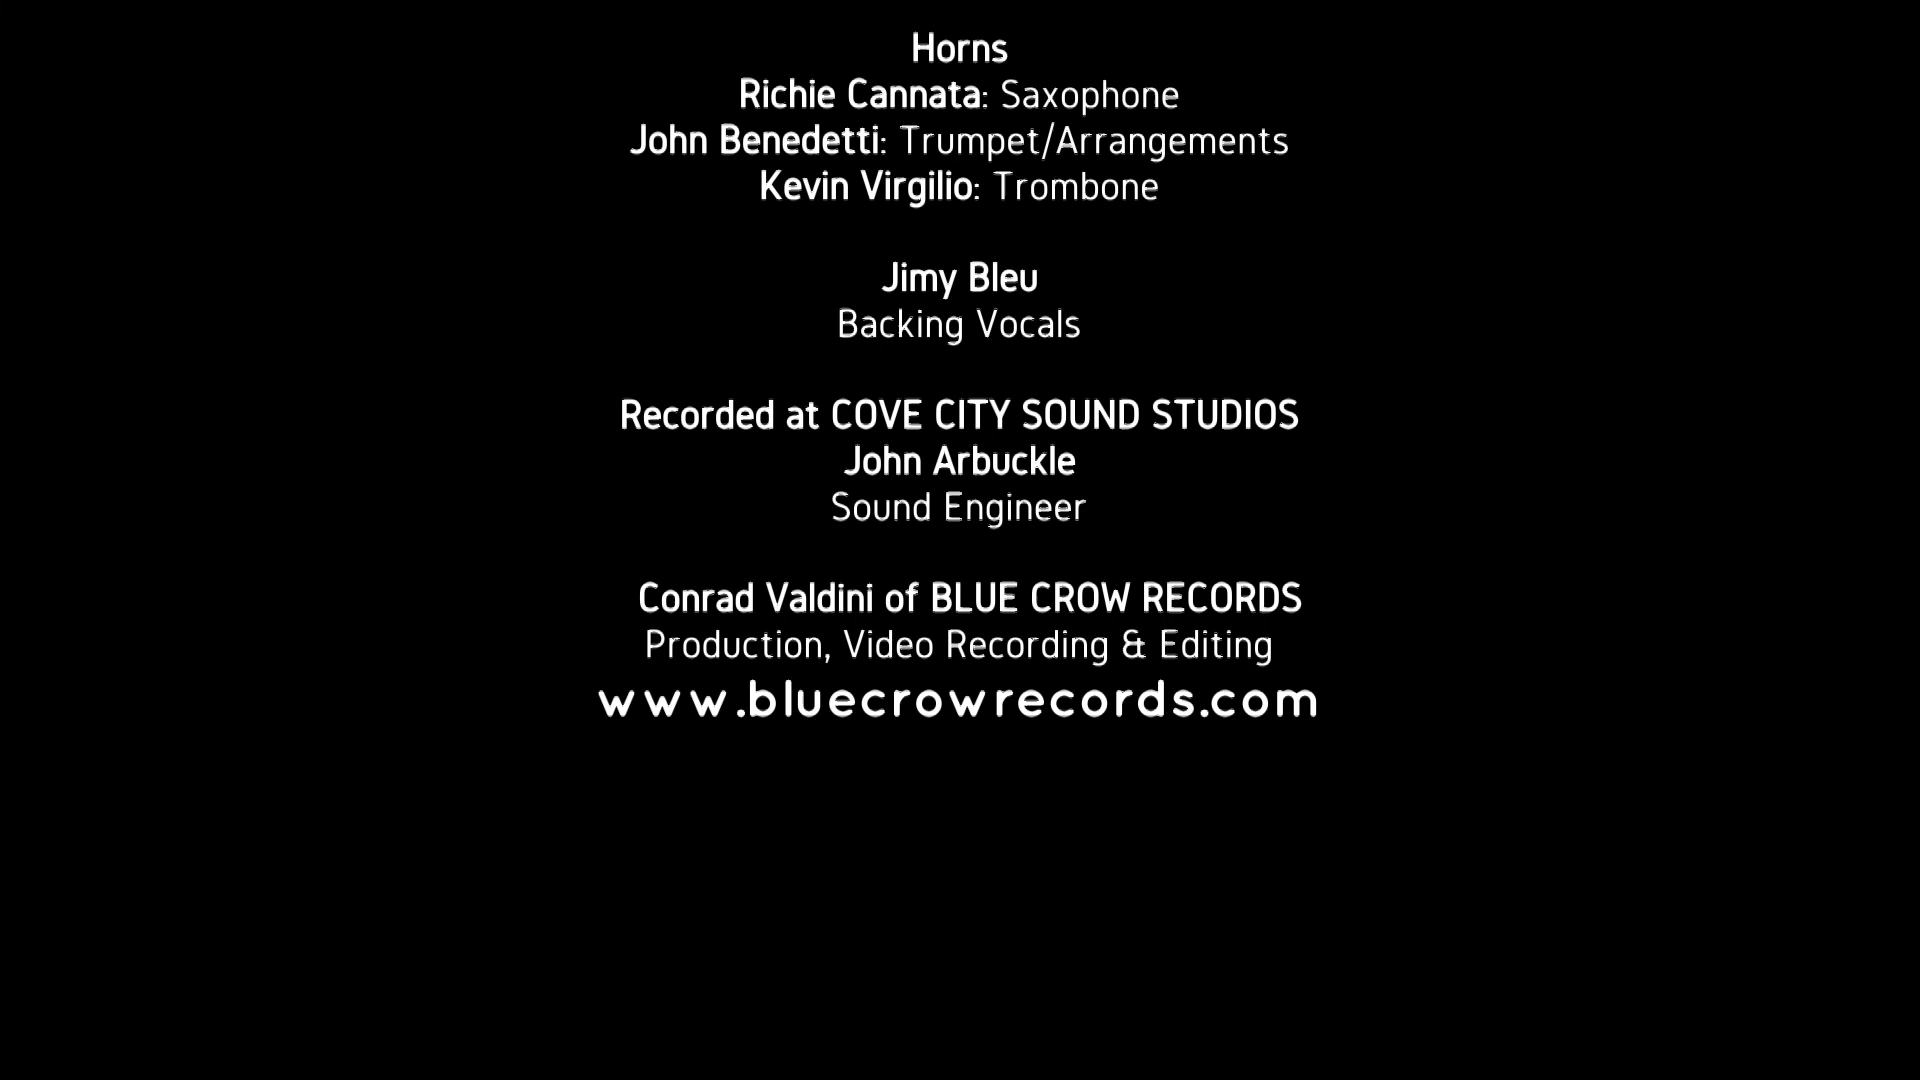 Horns
Richie Cannata: Saxophone
John Benedetti: Trumpet/Arrangements
Kevin Virgilio: Trombone
Jimy Bleu
Backing Vocals
Recorded at COVE CITY SOUND STUDIOS
John Arbuckle
Sound Engineer
Conrad Valdini of BLUE CROW RECORDS
Production, Video Recording & Editing
www.bluecrowrecords.com